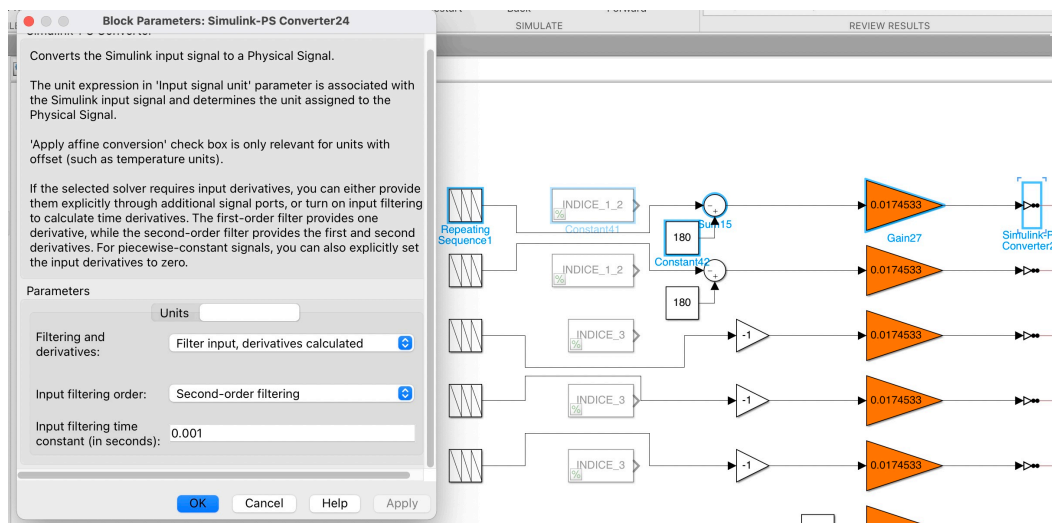 SIMULATE
REVIEW RESULTS
Block Parameters: Simulink-PS Converter24
Converts the Simulink input signal to a Physical Signal.
The unit expression in 'Input signal unit' parameter is associated with
the Simulink input signal and determines the unit assigned to the
Physical Signal.
'Apply affine conversion' check box is only relevant for units with
offset (such as temperature units).
If the selected solver requires input derivatives, you can either provide
them explicitly through additional signal ports, or turn on input filtering
to calculate time derivatives. The first-order filter provides one
derivative, while the second-order filter provides the first and second
derivatives. For piecewise-constant signals, you can also explicitly set
the input derivatives to zero.
Parameters
Units
Filtering and
derivatives:
Filter input, derivatives calculated
Input filtering order:
Second-order filtering
Input filtering time
constant (in seconds):
0.001
OK
Cancel
Help
Apply
Repeating
Sequence1
INDICE_1_2
%
Constant41
Sum15
180
Constant42
0.0174533
Gain27
Simulink-P
Converter2
INDICE_1_2
%
180
0.0174533
INDICE_3
%
-1
0.0174533
INDICE_3
%
-1
0.0174533
INDICE_3
%
-1
0.0174533